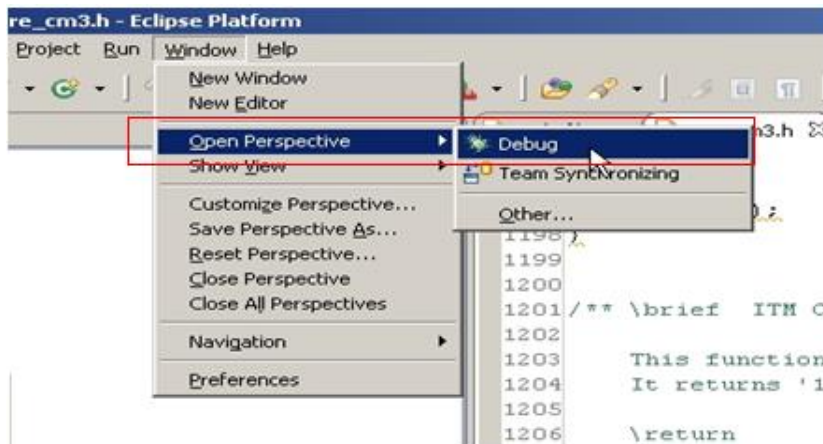 re_cm3.h - Eclipse Platform
Project Run Window Help
New Window
New Editor
Open Perspective
Debug
m3.h
Show View
Team Synchronizing
Customize Perspective...
Save Perspective As...
Other...
);
1198 }
Reset Perspective...
1199
Close Perspective
1200
Close All Perspectives
1201 /** \brief ITM C
1202
Navigation
1203 This function
1204 It returns '1
Preferences
1205
1206 \return